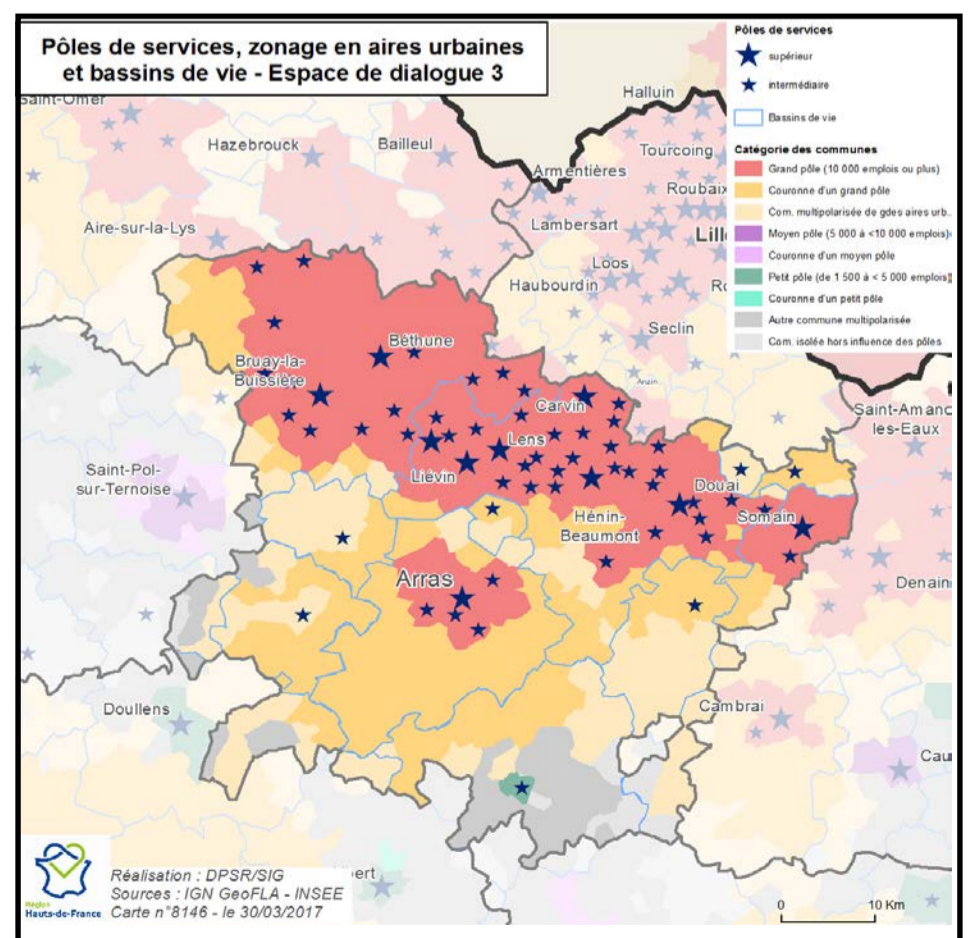 Pôles de services, zonage en aires urbaines
et bassins de vie - Espace de dialogue 3
Pôles de services
supérieur
intermédiaire
Bassins de vie
Catégorie des communes
Grand pôle (10 000 emplois ou plus)
Couronne d'un grand pôle
Com. multipolarisée de gdes aires urb..
Moyen pôle (5 000 à <10 000 emplois)
Couronne d'un moyen pôle
Petit pôle (de 1 500 à < 5 000 emplois)
Couronne d'un petit pôle
Autre commune multipolarisée
Com. isolée hors influence des pôles
Saint-Omer
Halluin
Hazebrouck
Bailleul
Tourcoing
Armentières
Roubaix
Aire-sur-la-Lys
Lambersart
Lill
Loos
Haubourdin
Ro
Seclin
Béthune
Bruay-la-
Buissière
Anzin
Carvin
Saint-Amand
les-Eaux
Lens
Saint-Pol-
sur-Ternoise
Liévin
Douai
Hénin-
Beaumont
Somain
Arras
Denain
Doullens
Cambrai
Cau
bert
Région
Hauts-de-France
Réalisation : DPSR/SIG
Sources : IGN GeoFLA - INSEE
Carte n°8146 - le 30/03/2017
0 10 Km